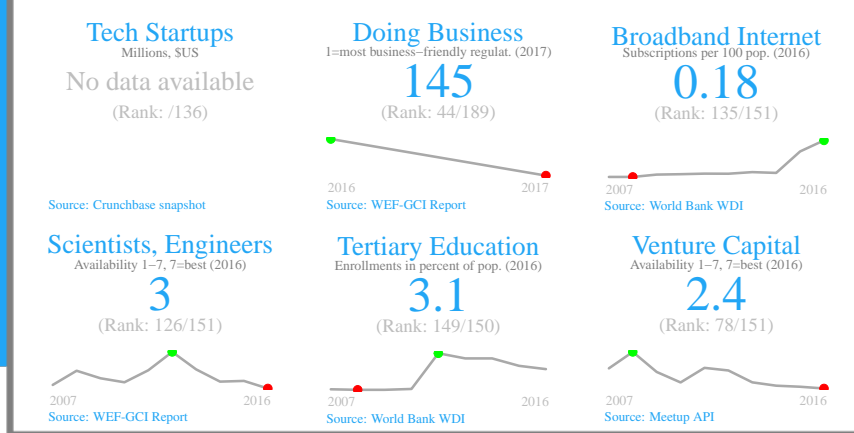 Tech Startups
Millions, $US
No data available
(Rank: /136)
Source: Crunchbase snapshot
Doing Business
1=most business−friendly regulat. (2017)
145
(Rank: 44/189)
2016 2017
Source: WEF-GCI Report
Broadband Internet
Subscriptions per 100 pop. (2016)
0.18
(Rank: 135/151)
2007 2016
Source: World Bank WDI
Scientists, Engineers
Availability 1−7, 7=best (2016)
3
(Rank: 126/151)
2007 2016
Source: WEF-GCI Report
Tertiary Education
Enrollments in percent of pop. (2016)
3.1
(Rank: 149/150)
2007 2016
Source: World Bank WDI
Venture Capital
Availability 1−7, 7=best (2016)
2.4
(Rank: 78/151)
2007 2016
Source: Meetup API